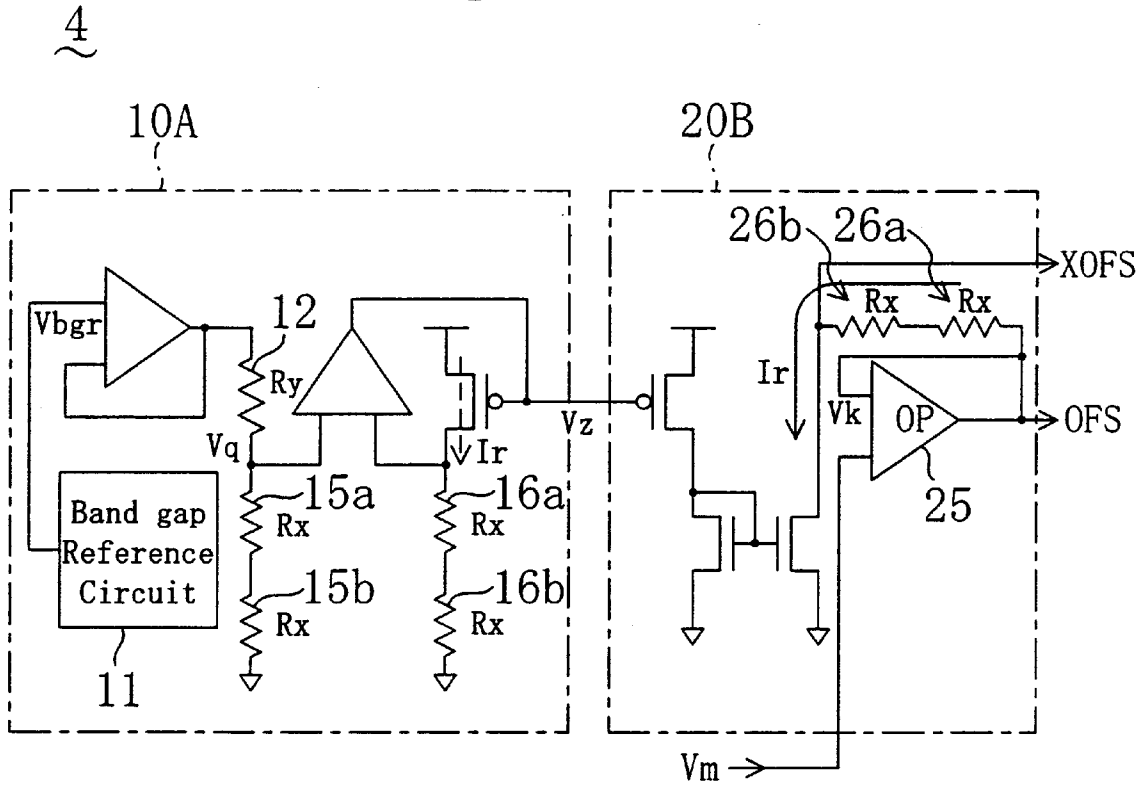 4
10A
20B
26b
26a
XOFS
Rx
Rx
Vbgr
12
Ry
Ir
Vk
OP
OFS
Vz
Vq
Ir
25
15a
16a
Rx
Rx
Band gap
Reference
Circuit
15b
16b
Rx
Rx
11
Vm